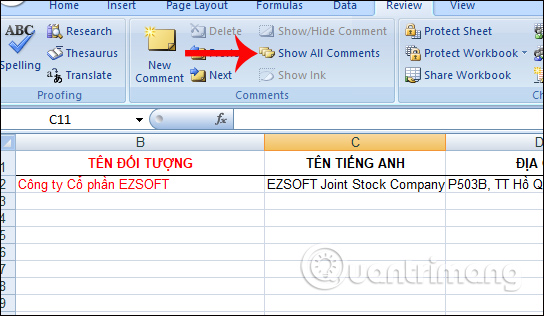 Home Insert Page Layout Formulas Data Review View
ABC Research
Thesaurus
Spelling
Translate
Proofing
New
Comment
Delete
Next
Show/Hide Comment
Show All Comments
Show Ink
Comments
Protect Sheet
Protect Workbook
Share Workbook
C11
fx
B C D
1 TÊN ĐỐI TƯỢNG TÊN TIẾNG ANH ĐỊA
2 Công ty Cổ phần EZSOFT EZSOFT Joint Stock Company P503B, TT Hồ Q
3
4
5
6
7
8
9
Quantrimang